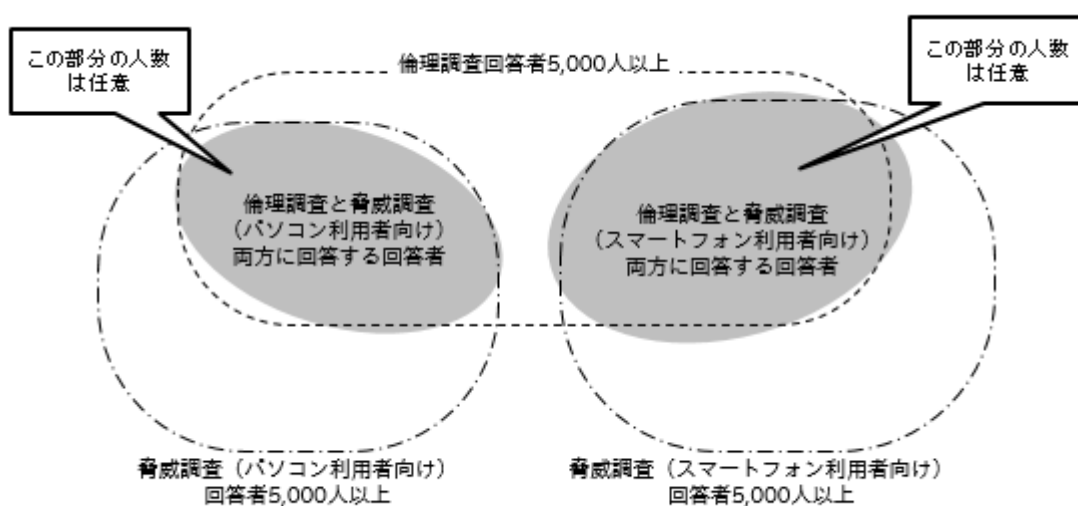 この部分の人数
は任意
倫理調査回答者5,000人以上
この部分の人数
は任意
倫理調査と脅威調査
（パソコン利用者向け）
両方に回答する回答者
倫理調査と脅威調査
（スマートフォン利用者向け）
両方に回答する回答者
脅威調査（パソコン利用者向け）
回答者5,000人以上
脅威調査（スマートフォン利用者向け）
回答者5,000人以上